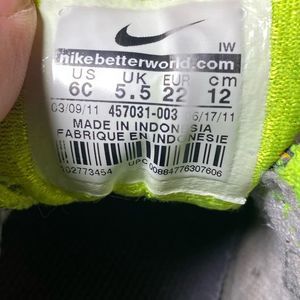 IW
nikebetterworld.com
US UK EUR cm
6C 5.5 22 12
03/09/11 457031-003 06/17/11
MADE IN INDONESIA
FABRIQUE EN INDONESIE
UPC 00884776307606